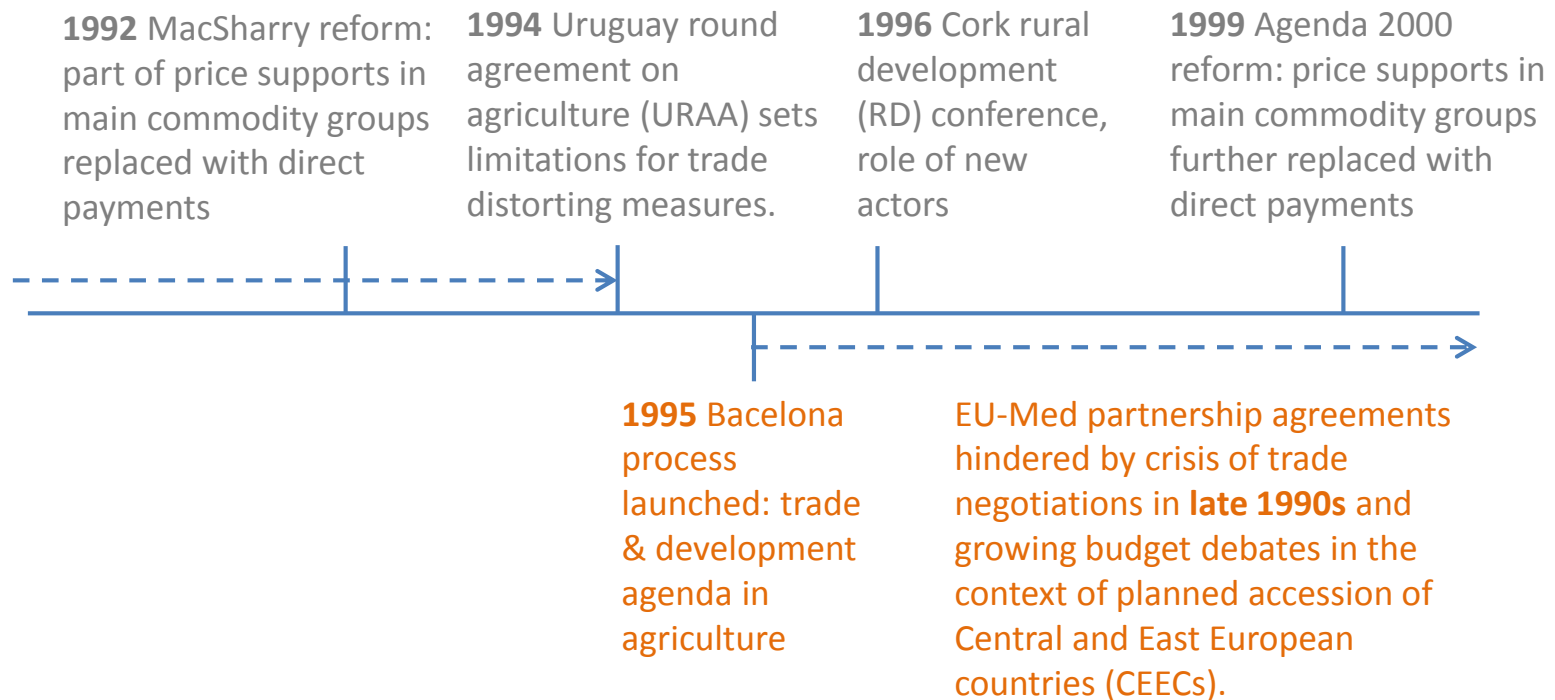 1992 MacSharry reform:
part of price supports in
main commodity groups
replaced with direct
payments
1994 Uruguay round
agreement on
agriculture (URAA) sets
limitations for trade
distorting measures.
1996 Cork rural
development
(RD) conference,
role of new
actors
1999 Agenda 2000
reform: price supports in
main commodity groups
further replaced with
direct payments
1995 Bacelona
process
launched: trade
& development
agenda in
agriculture
EU-Med partnership agreements
hindered by crisis of trade
negotiations in late 1990s and
growing budget debates in the
context of planned accession of
Central and East European
countries (CEECs).